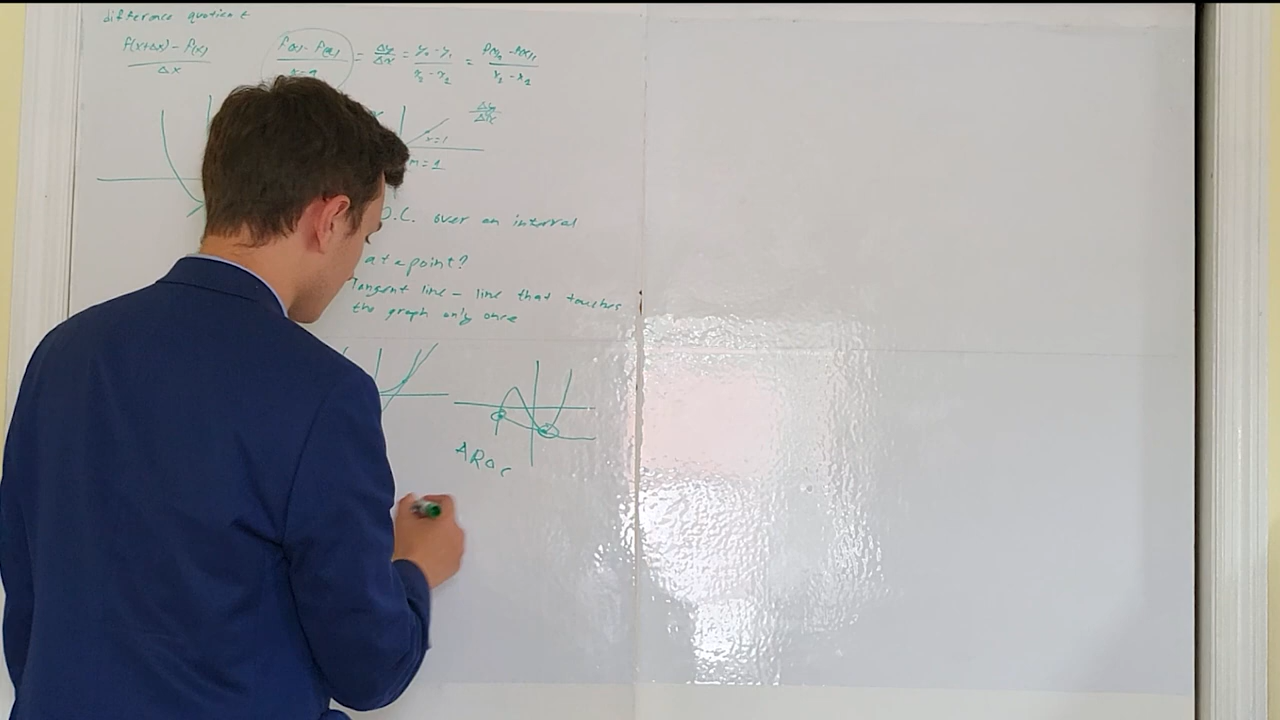 difference quotient
f(x+Δx) - f(x)
Δx
f(x) - f(a)
= Δy
Δx
= y₂ - y₁
x₂ - x₁
Δy
Δx
x=1
m=1
O.C. over an interval
at a point?
Tangent line - line that touches
the graph only once
AROC